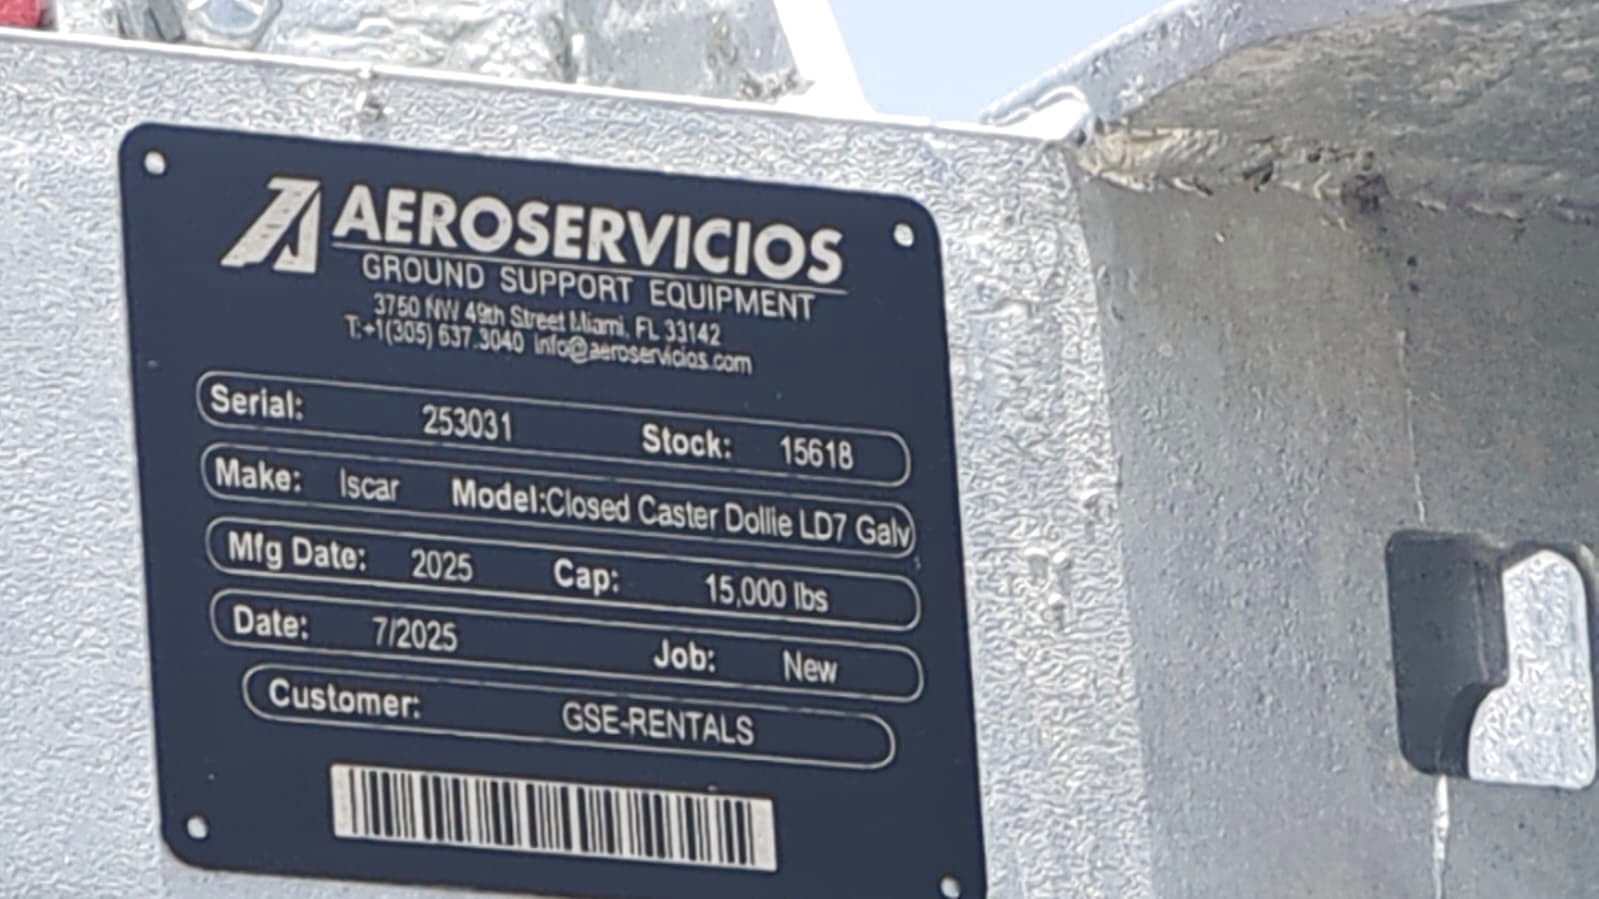 AEROSERVICIOS
GROUND SUPPORT EQUIPMENT
3750 NW 49th Street Miami, FL 33142
T:+1(305) 637.3040 info@aeroservicios.com
Serial: 253031 Stock: 15618
Make: Iscar Model:Closed Caster Dollie LD7 Galv
Mfg Date: 2025 Cap: 15,000 lbs
Date: 7/2025 Job: New
Customer: GSE-RENTALS